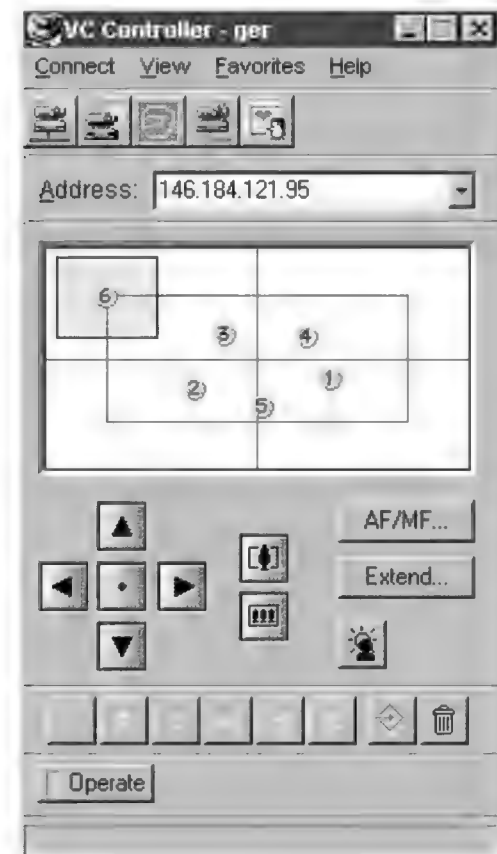 VC Controller - ger
Connect View Favorites Help
Address: 146.184.121.95
6
3 4
2 1
5
AF/MF...
Extend...
Operate